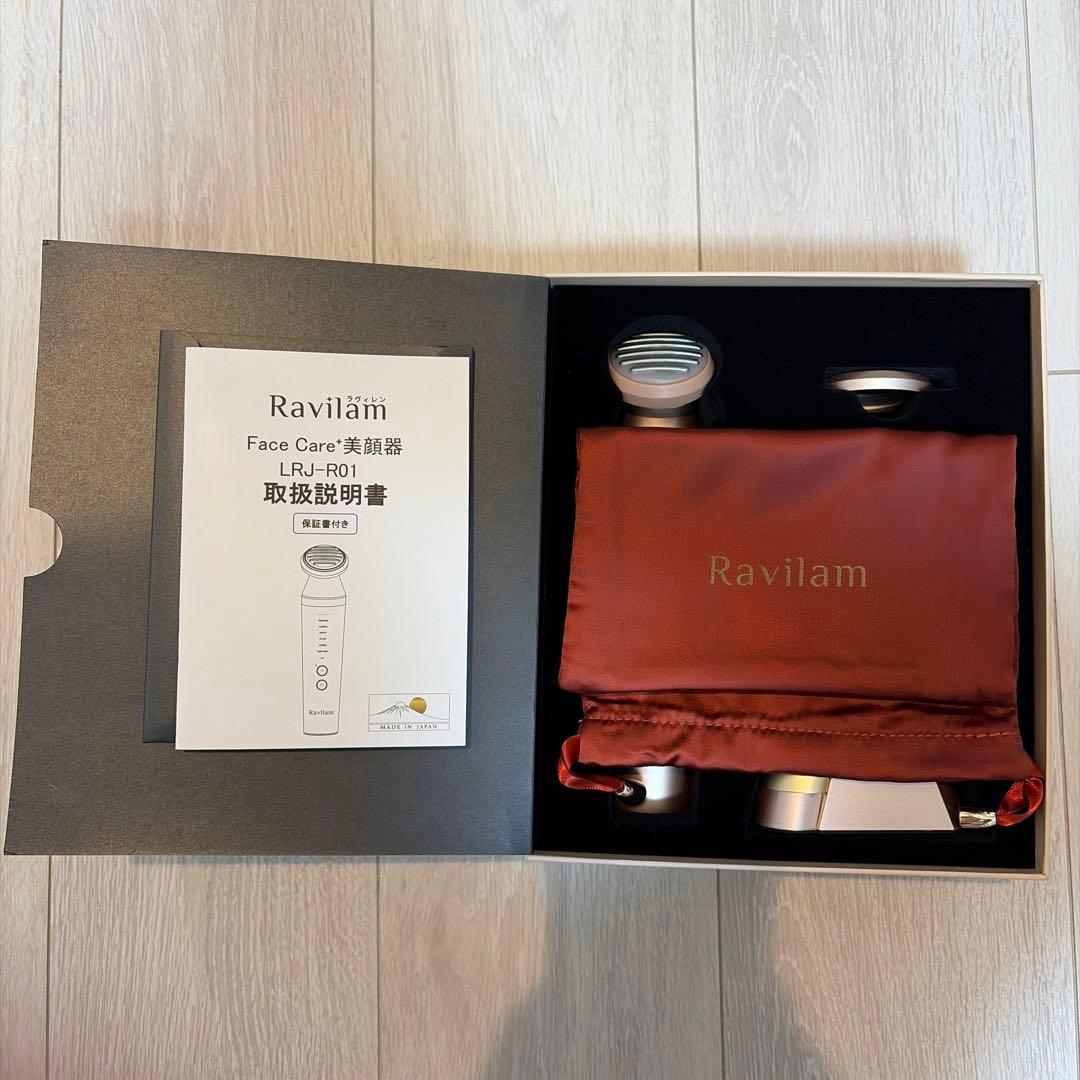 ラヴィレン
Ravilam
Face Care⁺美顔器
LRJ-R01
取扱説明書
保証書付き
Ravilam
MADE IN JAPAN
Ravilam